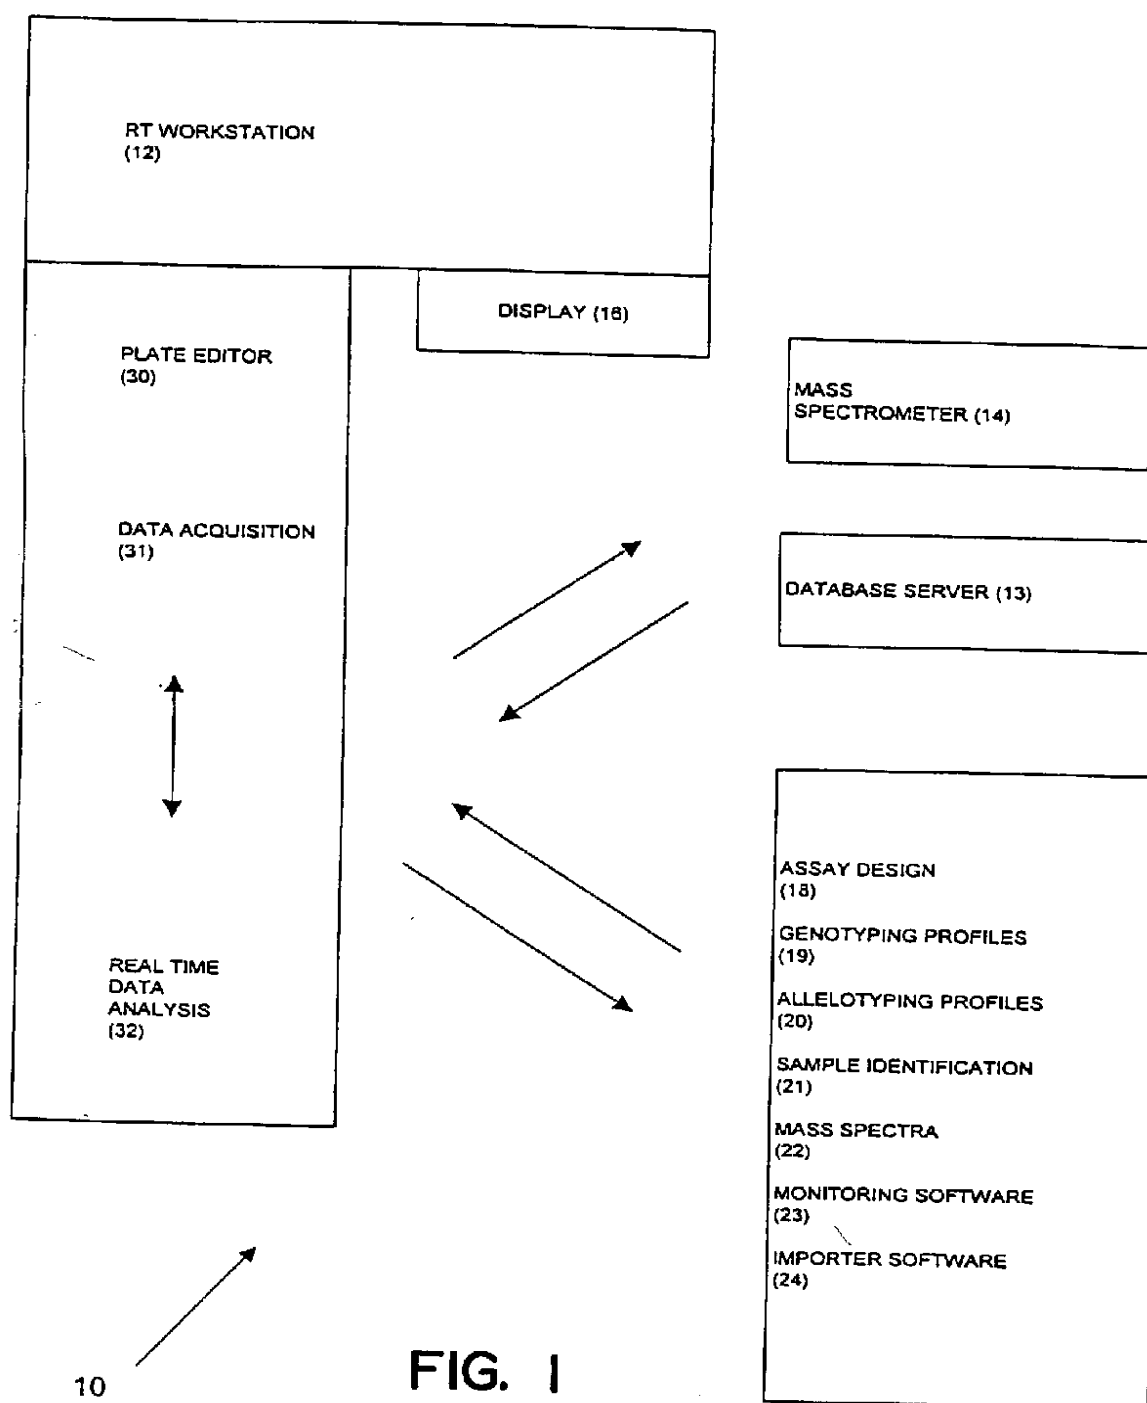 RT WORKSTATION
(12)
DISPLAY (16)
PLATE EDITOR
(30)
DATA ACQUISITION
(31)
REAL TIME
DATA
ANALYSIS
(32)
MASS
SPECTROMETER (14)
DATABASE SERVER (13)
ASSAY DESIGN
(18)
GENOTYPING PROFILES
(19)
ALLELOTYPING PROFILES
(20)
SAMPLE IDENTIFICATION
(21)
MASS SPECTRA
(22)
MONITORING SOFTWARE
(23)
IMPORTER SOFTWARE
(24)
10
FIG. 1